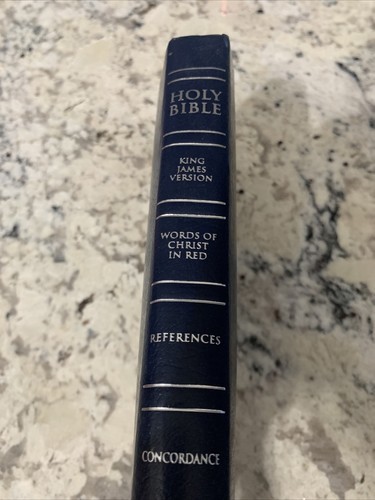 HOLY
BIBLE
KING
JAMES
VERSION
WORDS OF
CHRIST
IN RED
REFERENCES
CONCORDANCE